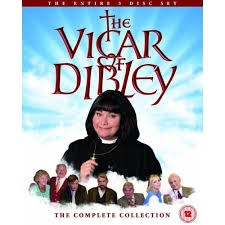 THE ENTIRE 5 DISC SET
THE
VICAR
OF
DIBLEY
THE COMPLETE COLLECTION
12